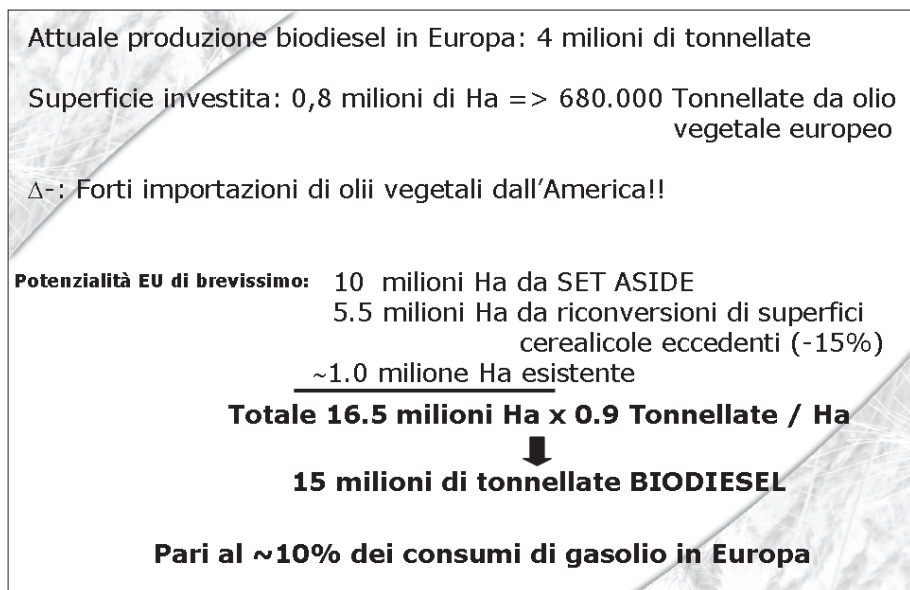 Attuale produzione biodiesel in Europa: 4 milioni di tonnellate
Superficie investita: 0,8 milioni di Ha => 680.000 Tonnellate da olio
vegetale europeo
Δ-: Forti importazioni di olii vegetali dall'America!!
Potenzialità EU di brevissimo: 10 milioni Ha da SET ASIDE
5.5 milioni Ha da riconversioni di superfici
cerealicole eccedenti (-15%)
~1.0 milione Ha esistente
Totale 16.5 milioni Ha x 0.9 Tonnellate / Ha
15 milioni di tonnellate BIODIESEL
Pari al ~10% dei consumi di gasolio in Europa